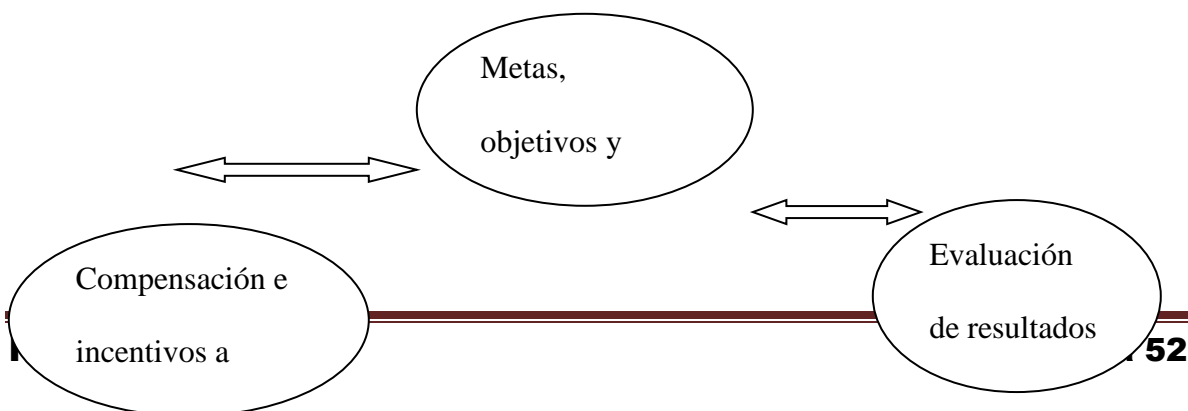 Metas,
objetivos y
Evaluación
de resultados
Compensación e
incentivos a
52